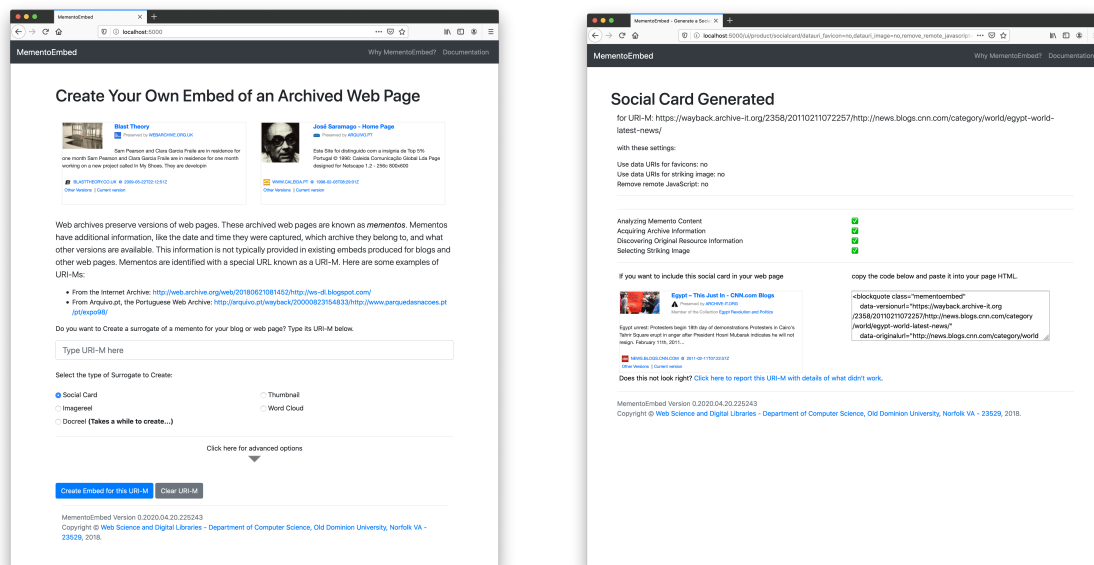 MementoEmbed
localhost:5000
MementoEmbed
Why MementoEmbed? Documentation
Create Your Own Embed of an Archived Web Page
Blast Theory
Preserved by WEBARCHIVE.ORG.UK
Sam Pearson and Clara Garcia Fraile are in residence for
one month Sam Pearson and Clara Garcia Fraile are in residence for one month
working on a new project called In My Shoes. They are developin
BLASTTHEORY.CO.UK @ 2009-05-22T22:12:51Z
Other Versions | Current version
José Saramago - Home Page
Preserved by ARQUIVO.PT
Este Site foi distinguido com a insígnia de Top 5%
Portugal © 1996: Caleida Comunicação Global Lda Page
designed for Netscape 1.2 - 256c 800x600
WWW.CALEIDA.PT @
Other Versions | Current version
Web archives preserve versions of web pages. These archived web pages are known as mementos. Mementos
have additional information, like the date and time they were captured, which archive they belong to, and what
other versions are available. This information is not typically provided in existing embeds produced for blogs and
other web pages. Mementos are identified with a special URL known as a URI-M. Here are some examples of
URI-Ms:
• From the Internet Archive: http://web.archive.org/web/20180621081452/http://ws-dl.blogspot.com/
• From Arquivo.pt, the Portuguese Web Archive: http://arquivo.pt/wayback/20000823154833/http://www.parquedasnacoes.pt
/pt/expo98/
Do you want to Create a surrogate of a memento for your blog or web page? Type its URI-M below.
Type URI-M here
Select the type of Surrogate to Create:
Social Card
Thumbnail
Imagereel
Word Cloud
Docreel (Takes a while to create...)
Click here for advanced options
Create Embed for this URI-M
Clear URI-M
MementoEmbed Version 0.2020.04.20.225243
Copyright © Web Science and Digital Libraries - Department of Computer Science, Old Dominion University, Norfolk VA -
23529, 2018.
MementoEmbed - Generate a Soci
localhost:5000/ui/product/socialcard/datauri_favicon=no,datauri_image=no,remove_remote_javascript-
MementoEmbed
Why MementoEmbed? Documentation
Social Card Generated
for URI-M: https://wayback.archive-it.org/2358/20110211072257/http://news.blogs.cnn.com/category/world/egypt-world-
latest-news/
with these settings:
Use data URIs for favicons: no
Use data URIs for striking image: no
Remove remote JavaScript: no
Analyzing Memento Content
Acquiring Archive Information
Discovering Original Resource Information
Selecting Striking Image
If you want to include this social card in your web page
copy the code below and paste it into your page HTML.
Egypt – This Just In - CNN.com Blogs
Preserved by ARCHIVE-IT.ORG
Member of the Collection Egypt Revolution and Politics
Egypt unrest: Protesters begin 18th day of demonstrations Protesters in Cairo's
Tahrir Square erupt in anger after President Hosni Mubarak indicates he will not
resign. February 11th, 2011...
NEWS.BLOGS.CNN.COM @
Other Versions | Current version
<blockquote class="mementoembed"
data-versionurl="https://wayback.archive-it.org
/2358/20110211072257/http://news.blogs.cnn.com/category
/world/egypt-world-latest-news/"
data-originalurl="http://news.blogs.cnn.com/category/world
Does this not look right? Click here to report this URI-M with details of what didn't work.
MementoEmbed Version 0.2020.04.20.225243
Copyright © Web Science and Digital Libraries - Department of Computer Science, Old Dominion University, Norfolk VA - 23529, 2018.